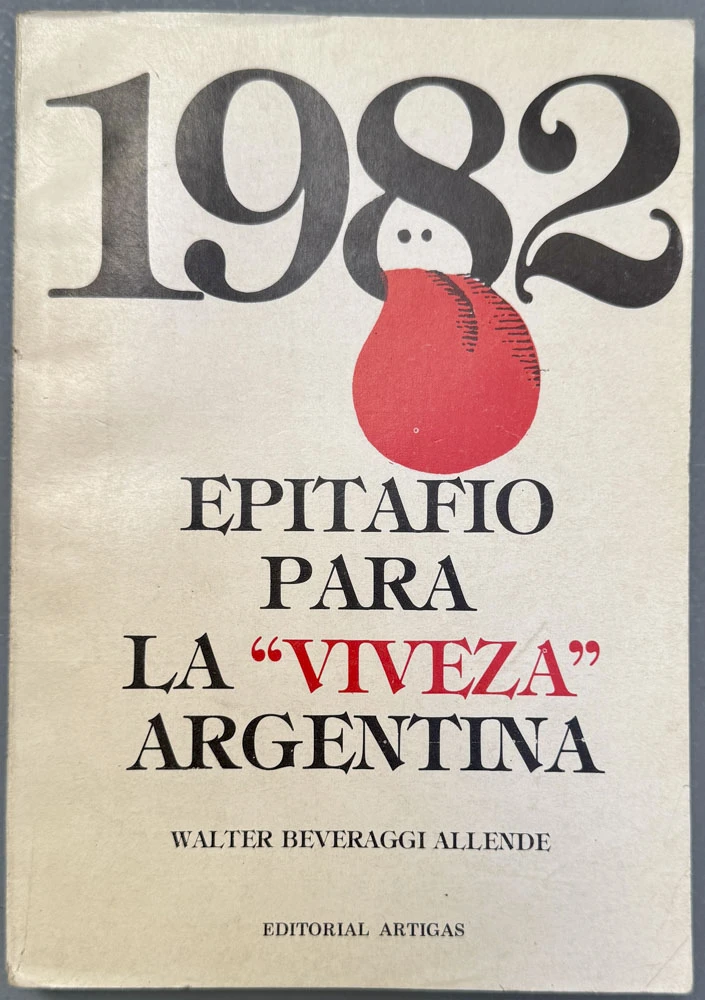 1982
EPITAFIO
PARA
LA “VIVEZA”
ARGENTINA
WALTER BEVERAGGI ALLENDE
EDITORIAL ARTIGAS